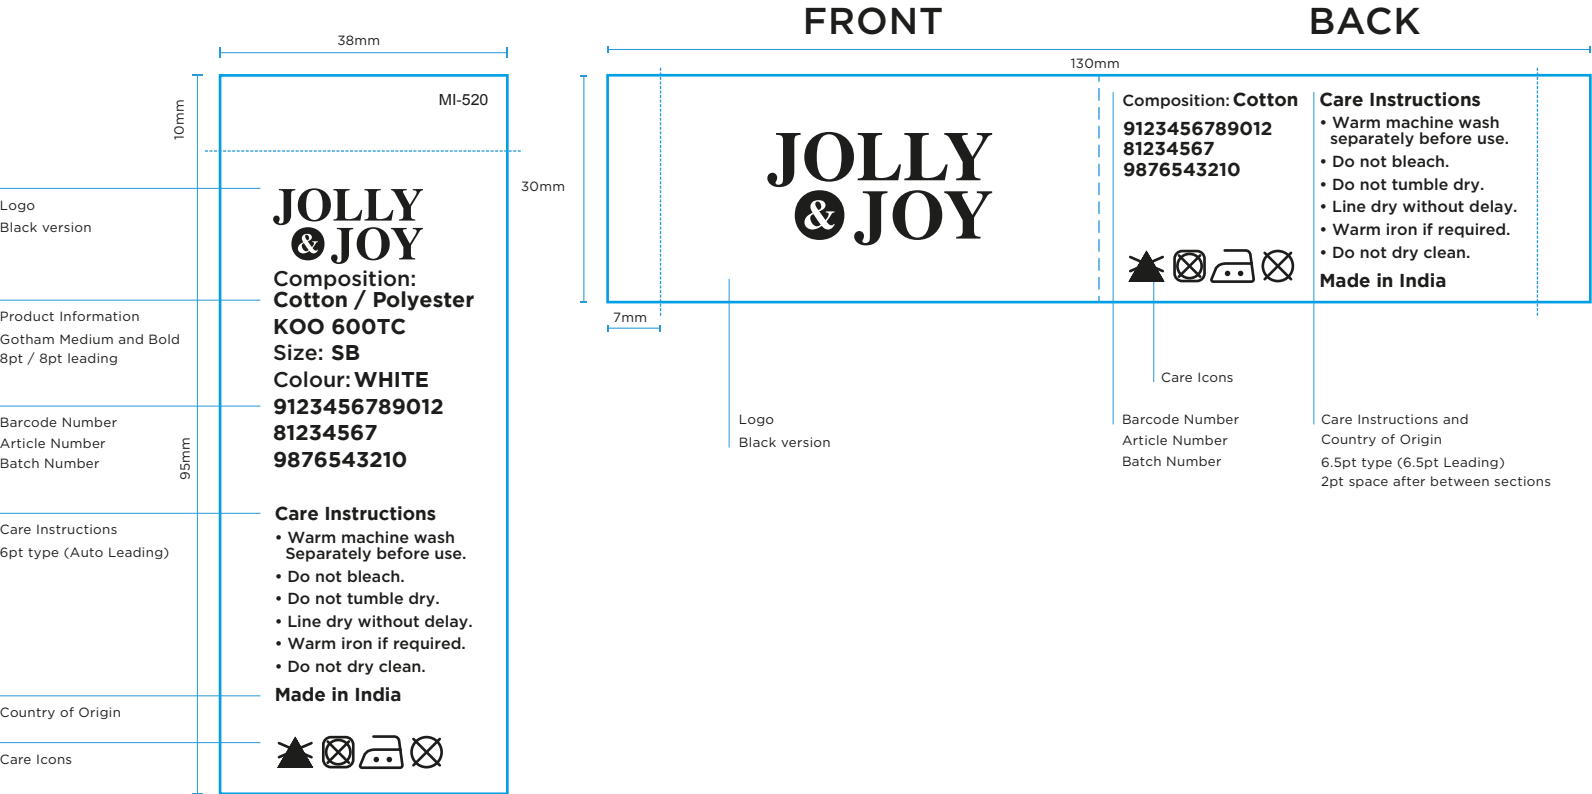 FRONT
BACK
38mm
130mm
10mm
MI-520
Logo
Black version
JOLLY
& JOY
Composition:
Cotton / Polyester
KOO 600TC
Size: SB
Colour: WHITE
9123456789012
81234567
9876543210
Product Information
Gotham Medium and Bold
8pt / 8pt leading
Barcode Number
Article Number
Batch Number
95mm
Care Instructions
• Warm machine wash
Separately before use.
• Do not bleach.
• Do not tumble dry.
• Line dry without delay.
• Warm iron if required.
• Do not dry clean.
Made in India
Care Instructions
6pt type (Auto Leading)
Country of Origin
Care Icons
30mm
7mm
JOLLY
& JOY
Composition: Cotton
9123456789012
81234567
9876543210
Care Instructions
• Warm machine wash
separately before use.
• Do not bleach.
• Do not tumble dry.
• Line dry without delay.
• Warm iron if required.
• Do not dry clean.
Made in India
Logo
Black version
Care Icons
Barcode Number
Article Number
Batch Number
Care Instructions and
Country of Origin
6.5pt type (6.5pt Leading)
2pt space after between sections